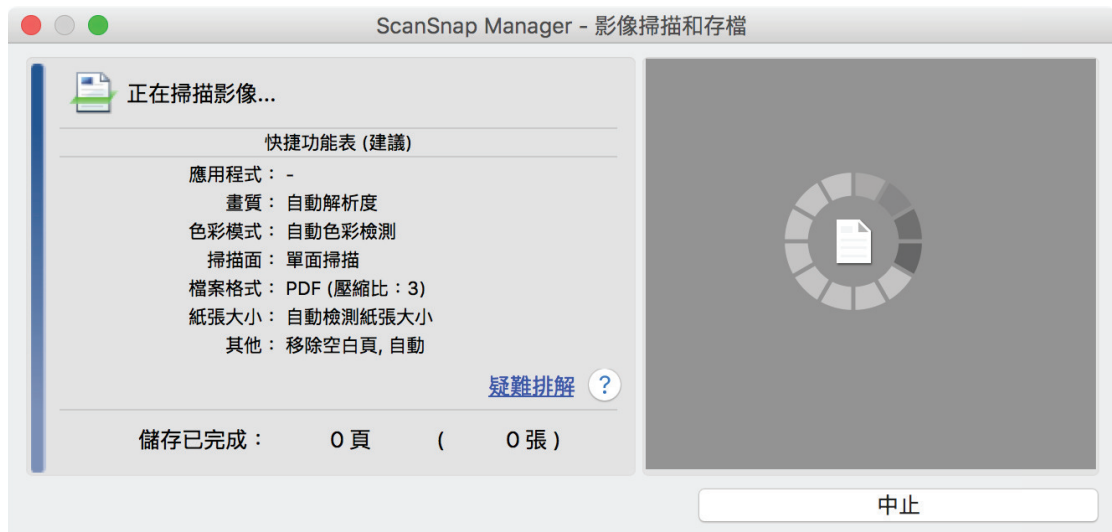 ScanSnap Manager - 影像掃描和存檔
正在掃描影像...
快捷功能表 (建議)
應用程式： -
畫質： 自動解析度
色彩模式： 自動色彩檢測
掃描面： 單面掃描
檔案格式： PDF (壓縮比：3)
紙張大小： 自動檢測紙張大小
其他： 移除空白頁, 自動
疑難排解 ?
儲存已完成： 0 頁 ( 0 張 )
中止